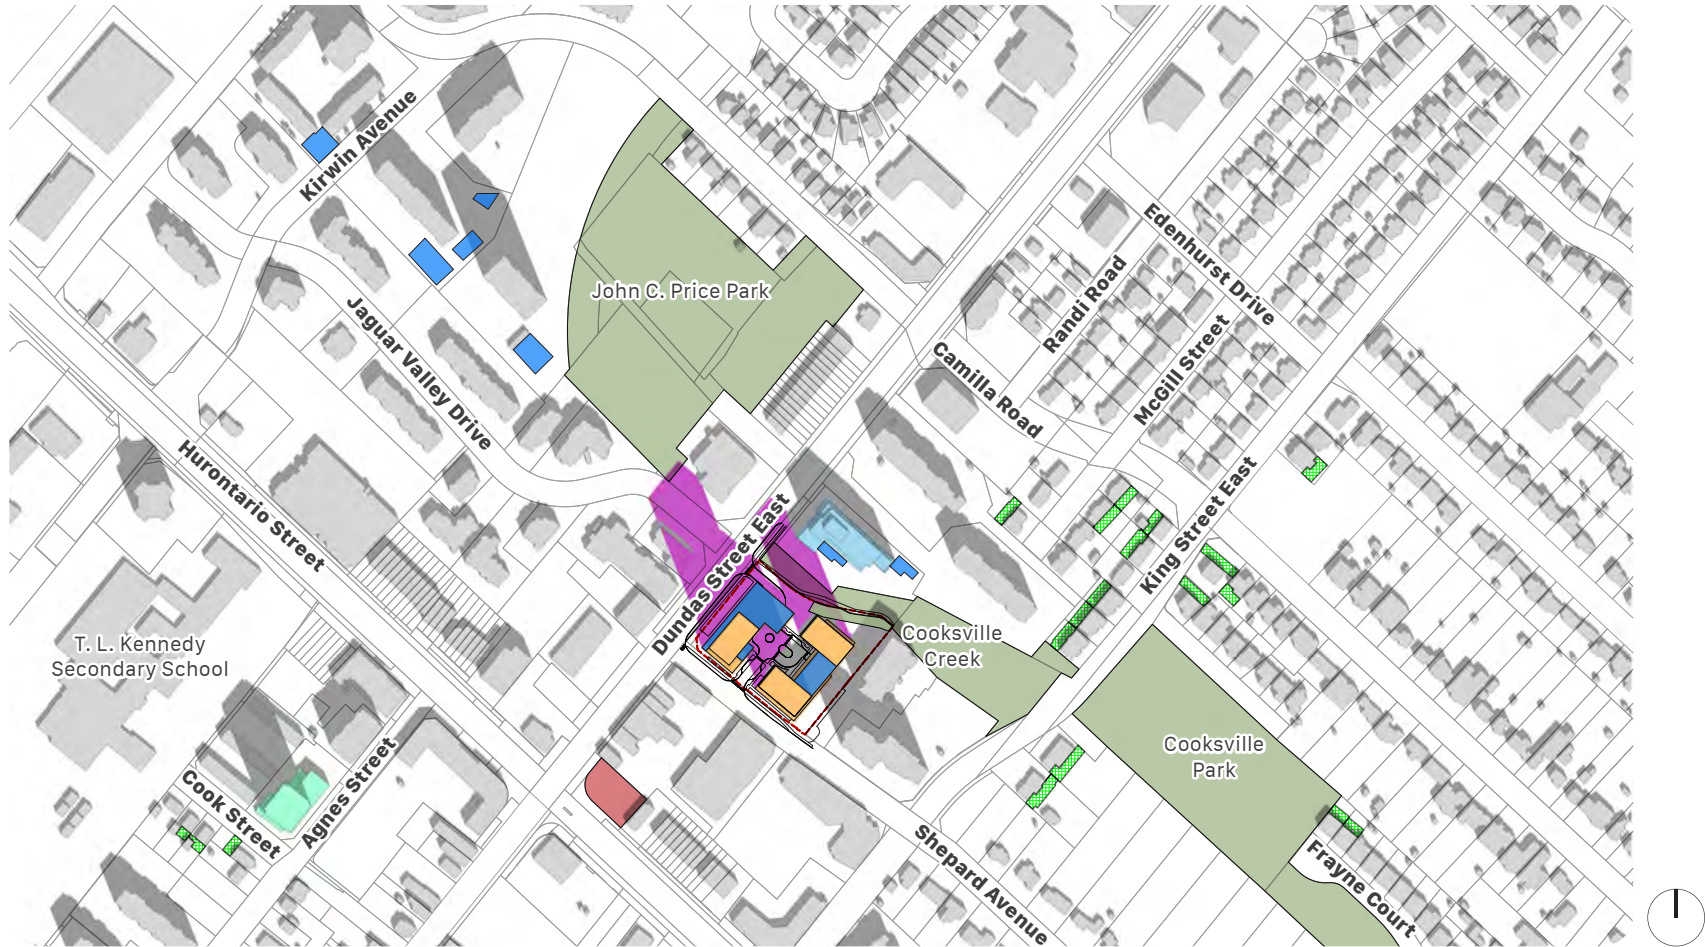 Kirwin Avenue
John C. Price Park
Edenhurst Drive
Randi Road
Jaguar Valley Drive
McGill Street
Camilla Road
Hurontario Street
King Street East
Dundas Street East
T. L. Kennedy
Secondary School
Cooksville
Creek
Cooksville
Park
Cook Street
Agnes Street
Shepard Avenue
Frayne Court